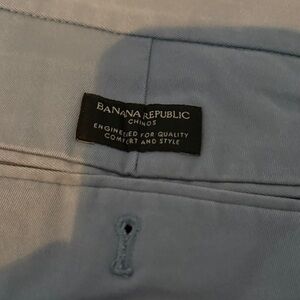 BANANA REPUBLIC
CHINOS
ENGINEERED FOR QUALITY
COMFORT AND STYLE